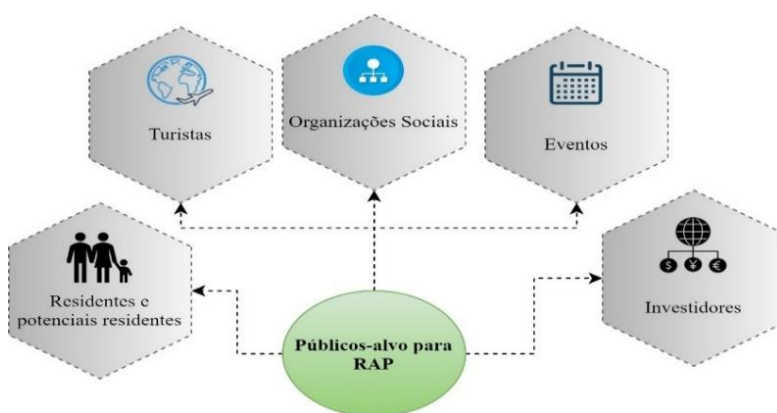 Turistas
Organizações Sociais
Eventos
Residentes e
potenciais residentes
$ ¥ €
Investidores
Públicos-alvo para
RAP